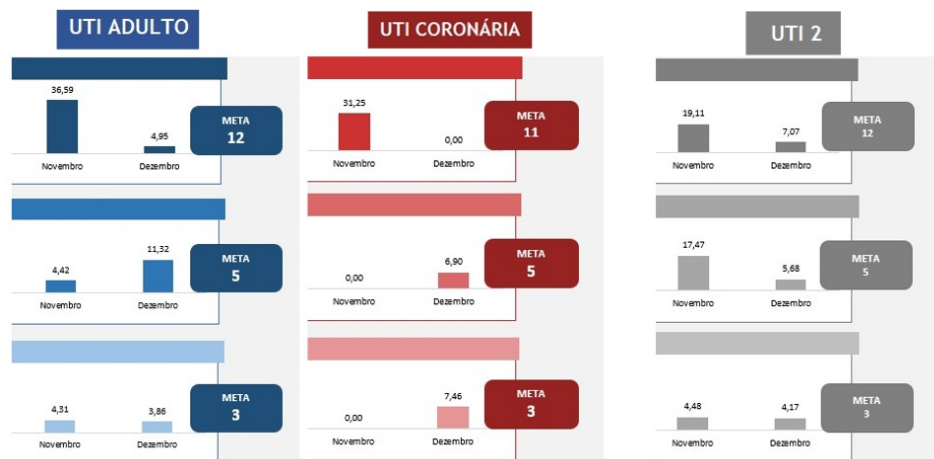 UTI ADULTO
36,59
4,95
Novembro
Dezembro
META
12
4,42
11,32
Novembro
Dezembro
META
5
4,31
3,86
Novembro
Dezembro
META
3
UTI CORONÁRIA
31,25
0,00
Novembro
Dezembro
META
11
0,00
6,90
Novembro
Dezembro
META
5
0,00
7,46
Novembro
Dezembro
META
3
UTI 2
19,11
7,07
Novembro
Dezembro
META
12
17,47
5,68
Novembro
Dezembro
META
5
4,48
4,17
Novembro
Dezembro
META
3